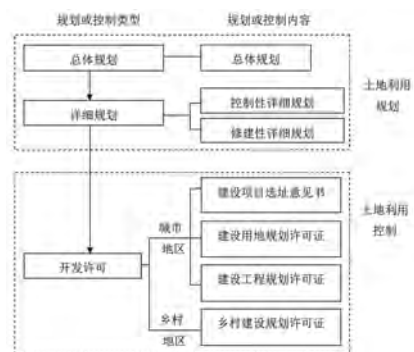 规划或控制类型
规划或控制内容
总体规划
总体规划
土地利用
规划
详细规划
控制性详细规划
修建性详细规划
建设项目选址意见书
土地利用
控制
城市
地区
建设用地规划许可证
开发许可
建设工程规划许可证
乡村
地区
乡村建设规划许可证